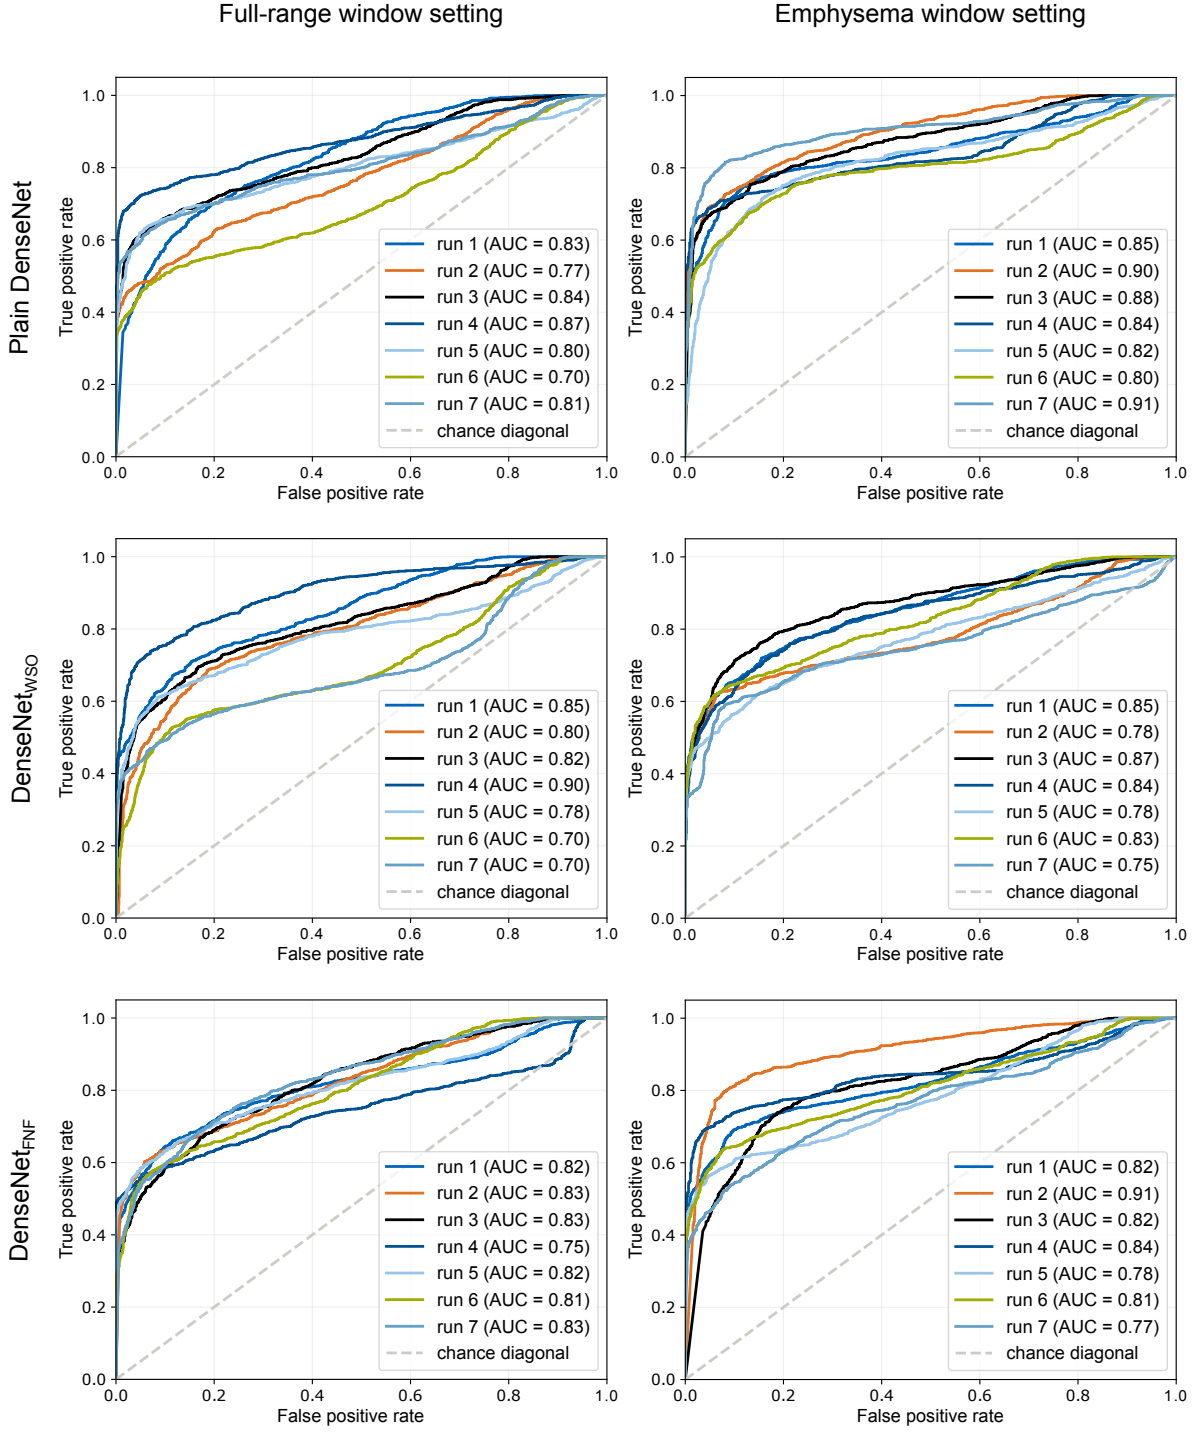 Full-range window setting
Emphysema window setting
Plain DenseNet
True positive rate
1.0
0.8
0.6
0.4
0.2
0.0
run 1 (AUC = 0.83)
run 2 (AUC = 0.77)
run 3 (AUC = 0.84)
run 4 (AUC = 0.87)
run 5 (AUC = 0.80)
run 6 (AUC = 0.70)
run 7 (AUC = 0.81)
chance diagonal
0.0 0.2 0.4 0.6 0.8 1.0
False positive rate
True positive rate
1.0
0.8
0.6
0.4
0.2
0.0
run 1 (AUC = 0.85)
run 2 (AUC = 0.90)
run 3 (AUC = 0.88)
run 4 (AUC = 0.84)
run 5 (AUC = 0.82)
run 6 (AUC = 0.80)
run 7 (AUC = 0.91)
chance diagonal
0.0 0.2 0.4 0.6 0.8 1.0
False positive rate
DenseNetWSO
True positive rate
1.0
0.8
0.6
0.4
0.2
0.0
run 1 (AUC = 0.85)
run 2 (AUC = 0.80)
run 3 (AUC = 0.82)
run 4 (AUC = 0.90)
run 5 (AUC = 0.78)
run 6 (AUC = 0.70)
run 7 (AUC = 0.70)
chance diagonal
0.0 0.2 0.4 0.6 0.8 1.0
False positive rate
True positive rate
1.0
0.8
0.6
0.4
0.2
0.0
run 1 (AUC = 0.85)
run 2 (AUC = 0.78)
run 3 (AUC = 0.87)
run 4 (AUC = 0.84)
run 5 (AUC = 0.78)
run 6 (AUC = 0.83)
run 7 (AUC = 0.75)
chance diagonal
0.0 0.2 0.4 0.6 0.8 1.0
False positive rate
DenseNetFNF
True positive rate
1.0
0.8
0.6
0.4
0.2
0.0
run 1 (AUC = 0.82)
run 2 (AUC = 0.83)
run 3 (AUC = 0.83)
run 4 (AUC = 0.75)
run 5 (AUC = 0.82)
run 6 (AUC = 0.81)
run 7 (AUC = 0.83)
chance diagonal
0.0 0.2 0.4 0.6 0.8 1.0
False positive rate
True positive rate
1.0
0.8
0.6
0.4
0.2
0.0
run 1 (AUC = 0.82)
run 2 (AUC = 0.91)
run 3 (AUC = 0.82)
run 4 (AUC = 0.84)
run 5 (AUC = 0.78)
run 6 (AUC = 0.81)
run 7 (AUC = 0.77)
chance diagonal
0.0 0.2 0.4 0.6 0.8 1.0
False positive rate